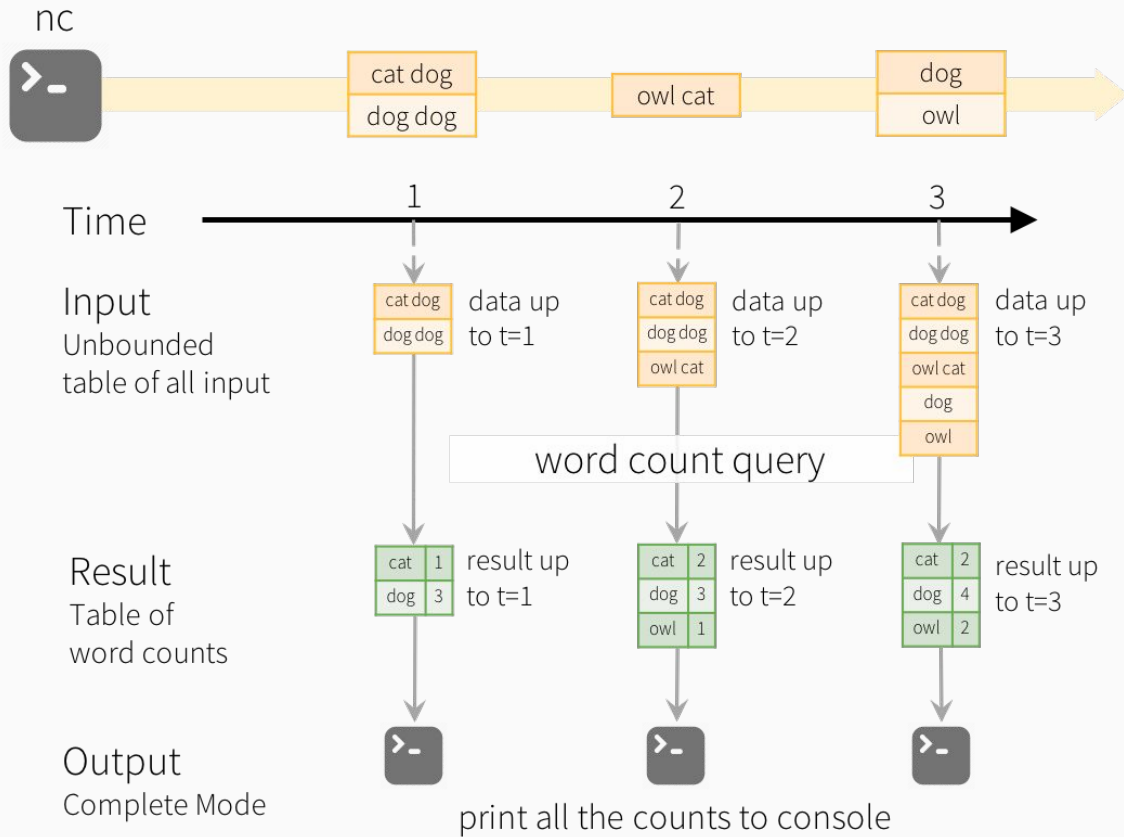 nc
cat dog
dog dog
owl cat
dog
owl
Time
1
2
3
Input
Unbounded
table of all input
cat dog
dog dog
data up
to t=1
cat dog
dog dog
owl cat
data up
to t=2
cat dog
dog dog
owl cat
dog
owl
data up
to t=3
word count query
Result
Table of
word counts
cat 1
dog 3
result up
to t=1
cat 2
dog 3
owl 1
result up
to t=2
cat 2
dog 4
owl 2
result up
to t=3
Output
Complete Mode
print all the counts to console